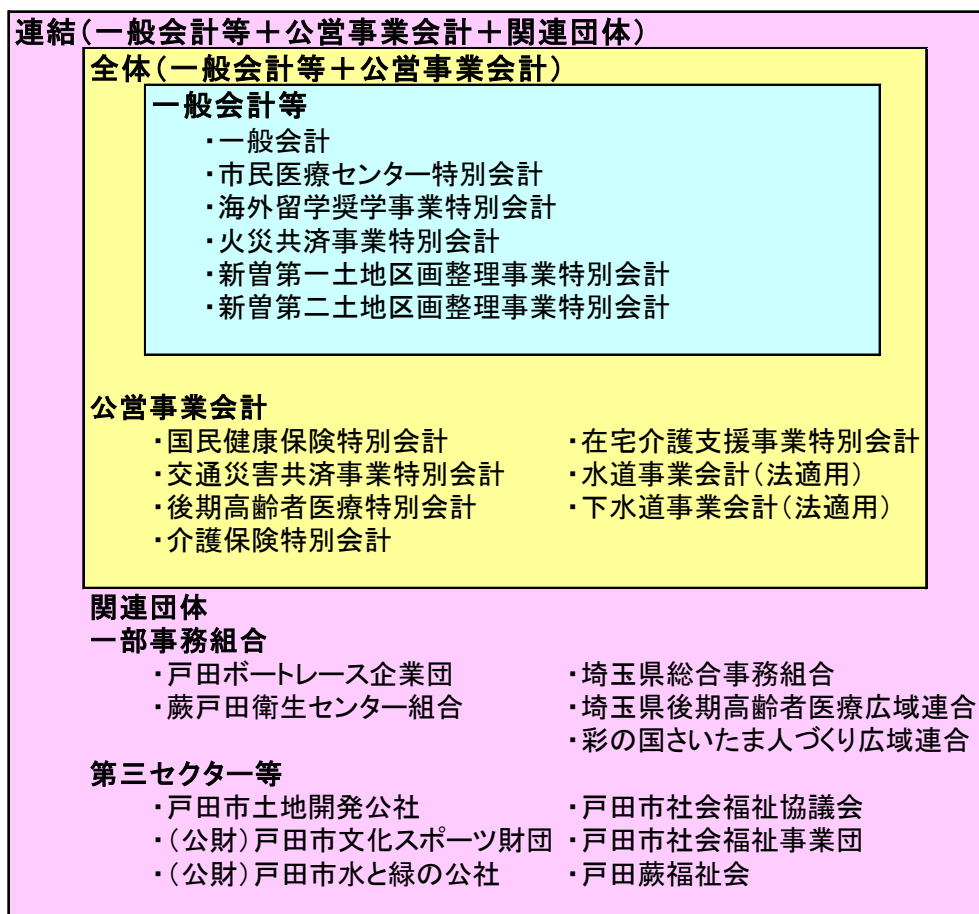 連結(一般会計等＋公営事業会計＋関連団体)
全体(一般会計等＋公営事業会計)
一般会計等
・一般会計
・市民医療センター特別会計
・海外留学奨学事業特別会計
・火災共済事業特別会計
・新曽第一土地区画整理事業特別会計
・新曽第二土地区画整理事業特別会計
公営事業会計
・国民健康保険特別会計 ・在宅介護支援事業特別会計
・交通災害共済事業特別会計 ・水道事業会計(法適用)
・後期高齢者医療特別会計 ・下水道事業会計(法適用)
・介護保険特別会計
関連団体
一部事務組合
・戸田ボートレース企業団 ・埼玉県総合事務組合
・蕨戸田衛生センター組合 ・埼玉県後期高齢者医療広域連合
・彩の国さいたま人づくり広域連合
第三セクター等
・戸田市土地開発公社 ・戸田市社会福祉協議会
・(公財)戸田市文化スポーツ財団 ・戸田市社会福祉事業団
・(公財)戸田市水と緑の公社 ・戸田蕨福祉会